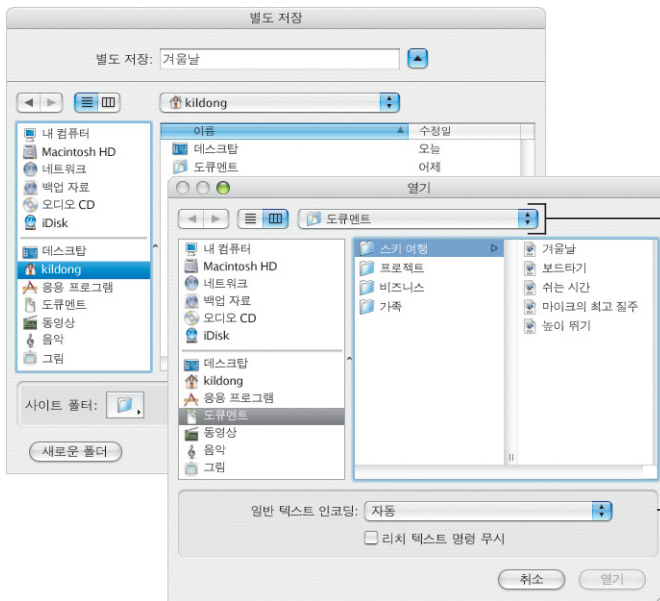 별도 저장
별도 저장: 겨울날
kildong
내 컴퓨터
Macintosh HD
네트워크
백업 자료
오디오 CD
iDisk
데스크탑
kildong
응용 프로그램
도큐멘트
동영상
음악
그림
이름 수정일
데스크탑 오늘
도큐멘트 어제
사이트 폴더:
새로운 폴더
열기
도큐멘트
내 컴퓨터
Macintosh HD
네트워크
백업 자료
오디오 CD
iDisk
데스크탑
kildong
응용 프로그램
도큐멘트
동영상
음악
그림
스키 여행
프로젝트
비즈니스
가족
겨울날
보드타기
쉬는 시간
마이크의 최고 질주
높이 뛰기
일반 텍스트 인코딩: 자동
리치 텍스트 명령 무시
취소 열기